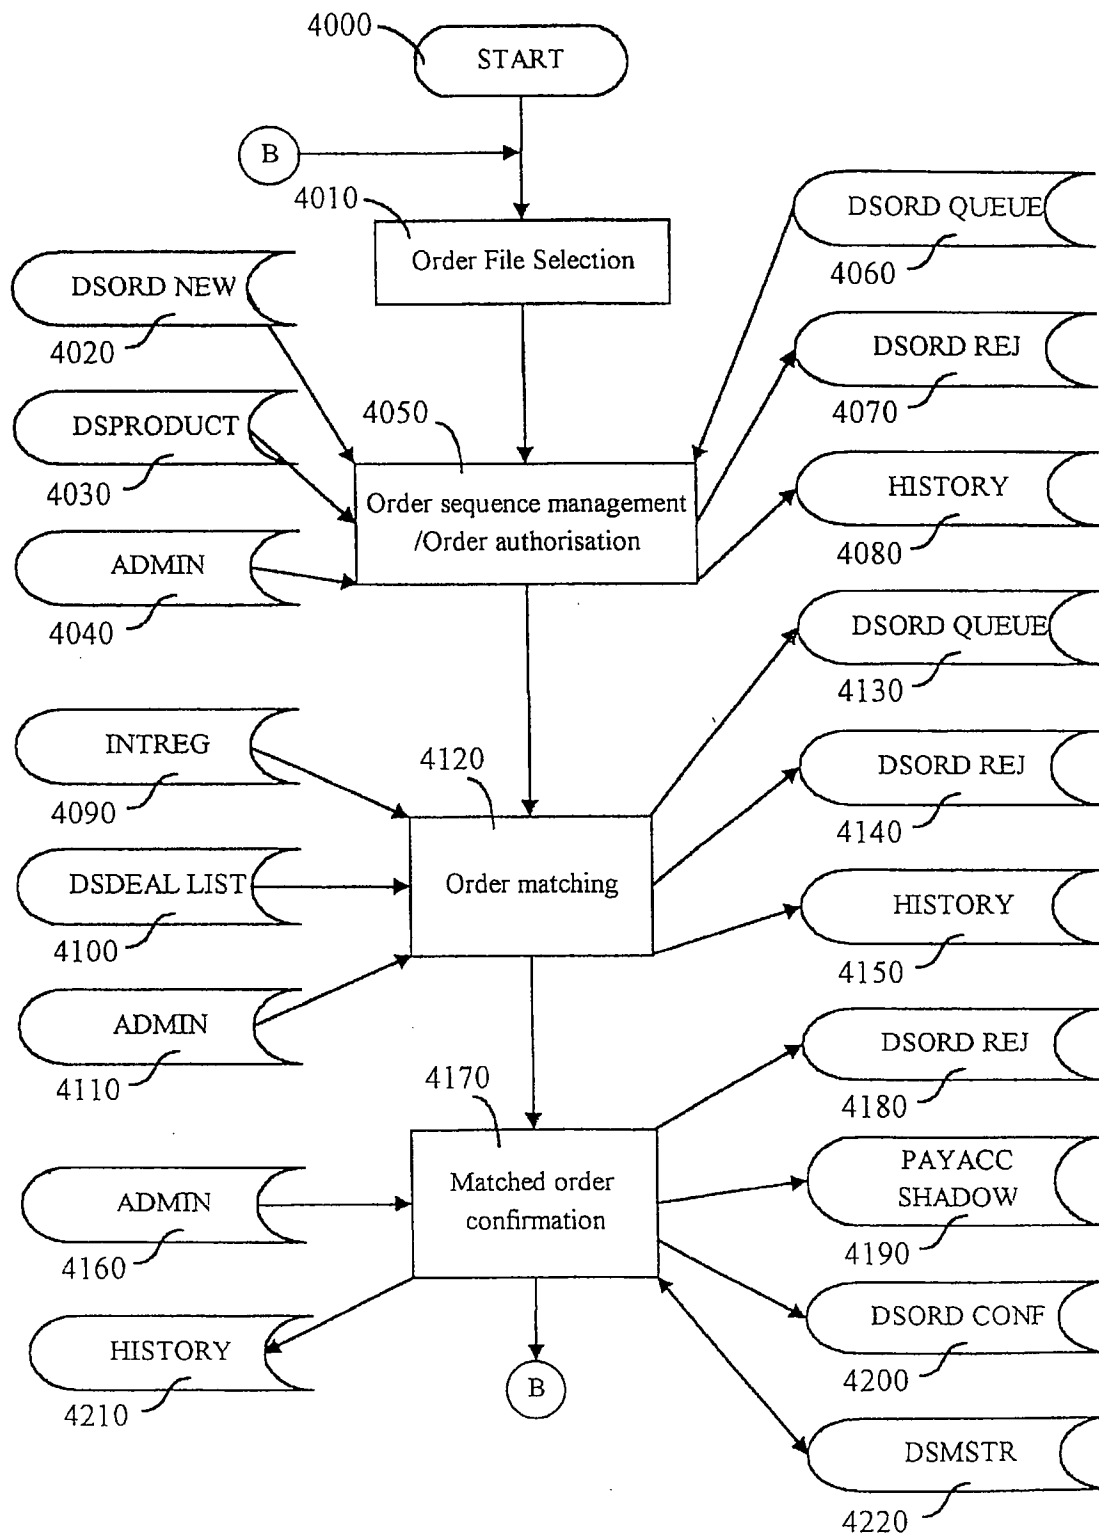 4000
START
B
4010
Order File Selection
DSORD QUEUE
4060
DSORD NEW
4020
DSORD REJ
4070
DSPRODUCT
4030
4050
Order sequence management
/Order authorisation
HISTORY
4080
ADMIN
4040
DSORD QUEUE
4130
INTREG
4090
4120
DSORD REJ
4140
DSDEAL LIST
4100
Order matching
HISTORY
4150
ADMIN
4110
DSORD REJ
4180
4170
Matched order
confirmation
PAYACC
SHADOW
4190
ADMIN
4160
DSORD CONF
4200
HISTORY
4210
B
DSMSTR
4220